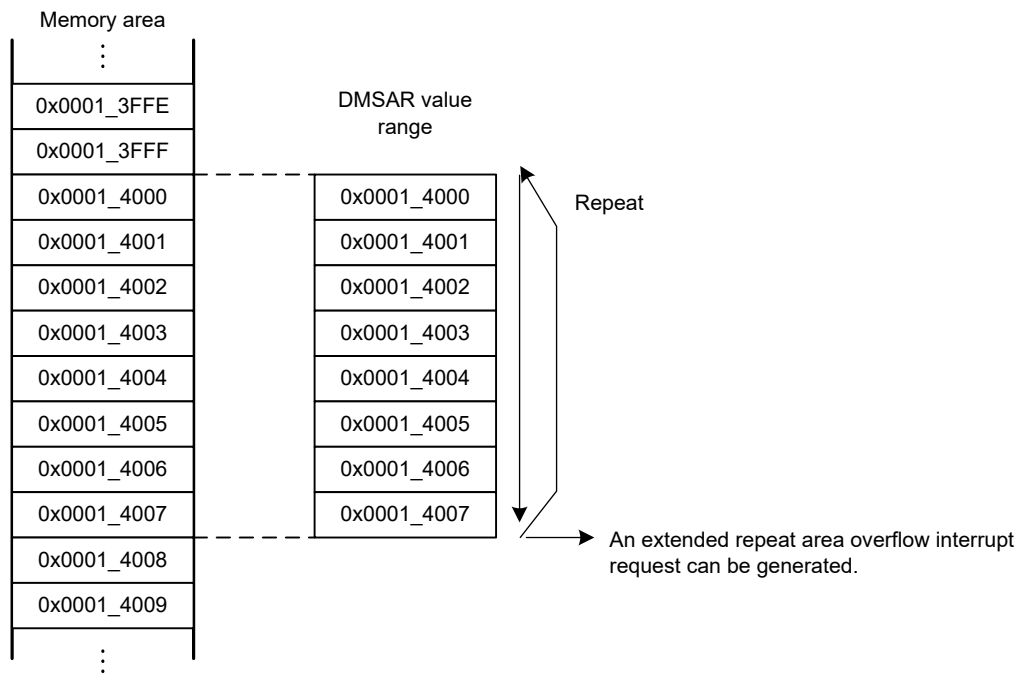 Memory area
0x0001_3FFE
0x0001_3FFF
0x0001_4000
0x0001_4001
0x0001_4002
0x0001_4003
0x0001_4004
0x0001_4005
0x0001_4006
0x0001_4007
0x0001_4008
0x0001_4009
DMSAR value
range
0x0001_4000
0x0001_4001
0x0001_4002
0x0001_4003
0x0001_4004
0x0001_4005
0x0001_4006
0x0001_4007
Repeat
An extended repeat area overflow interrupt
request can be generated.